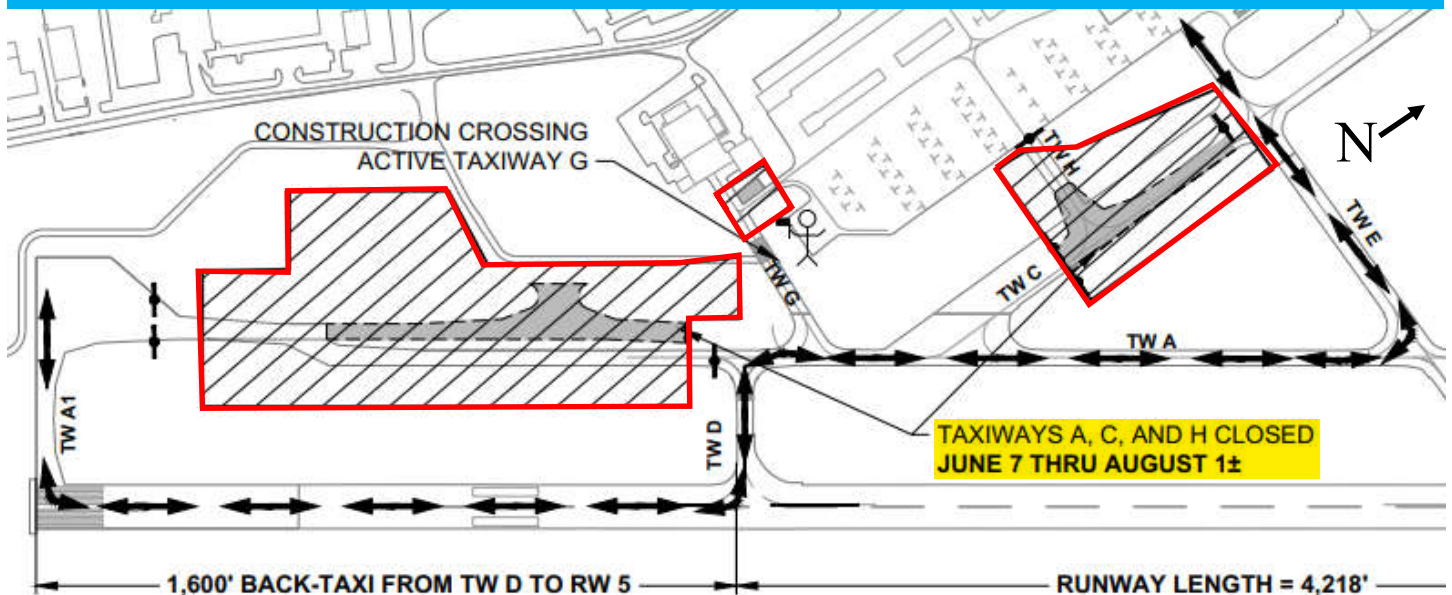 CONSTRUCTION CROSSING
ACTIVE TAXIWAY G
N
TW H
TW E
TW G
TW C
TW A
TW A1
TW D
TAXIWAYS A, C, AND H CLOSED
JUNE 7 THRU AUGUST 1±
1,600' BACK-TAXI FROM TW D TO RW 5
RUNWAY LENGTH = 4,218'